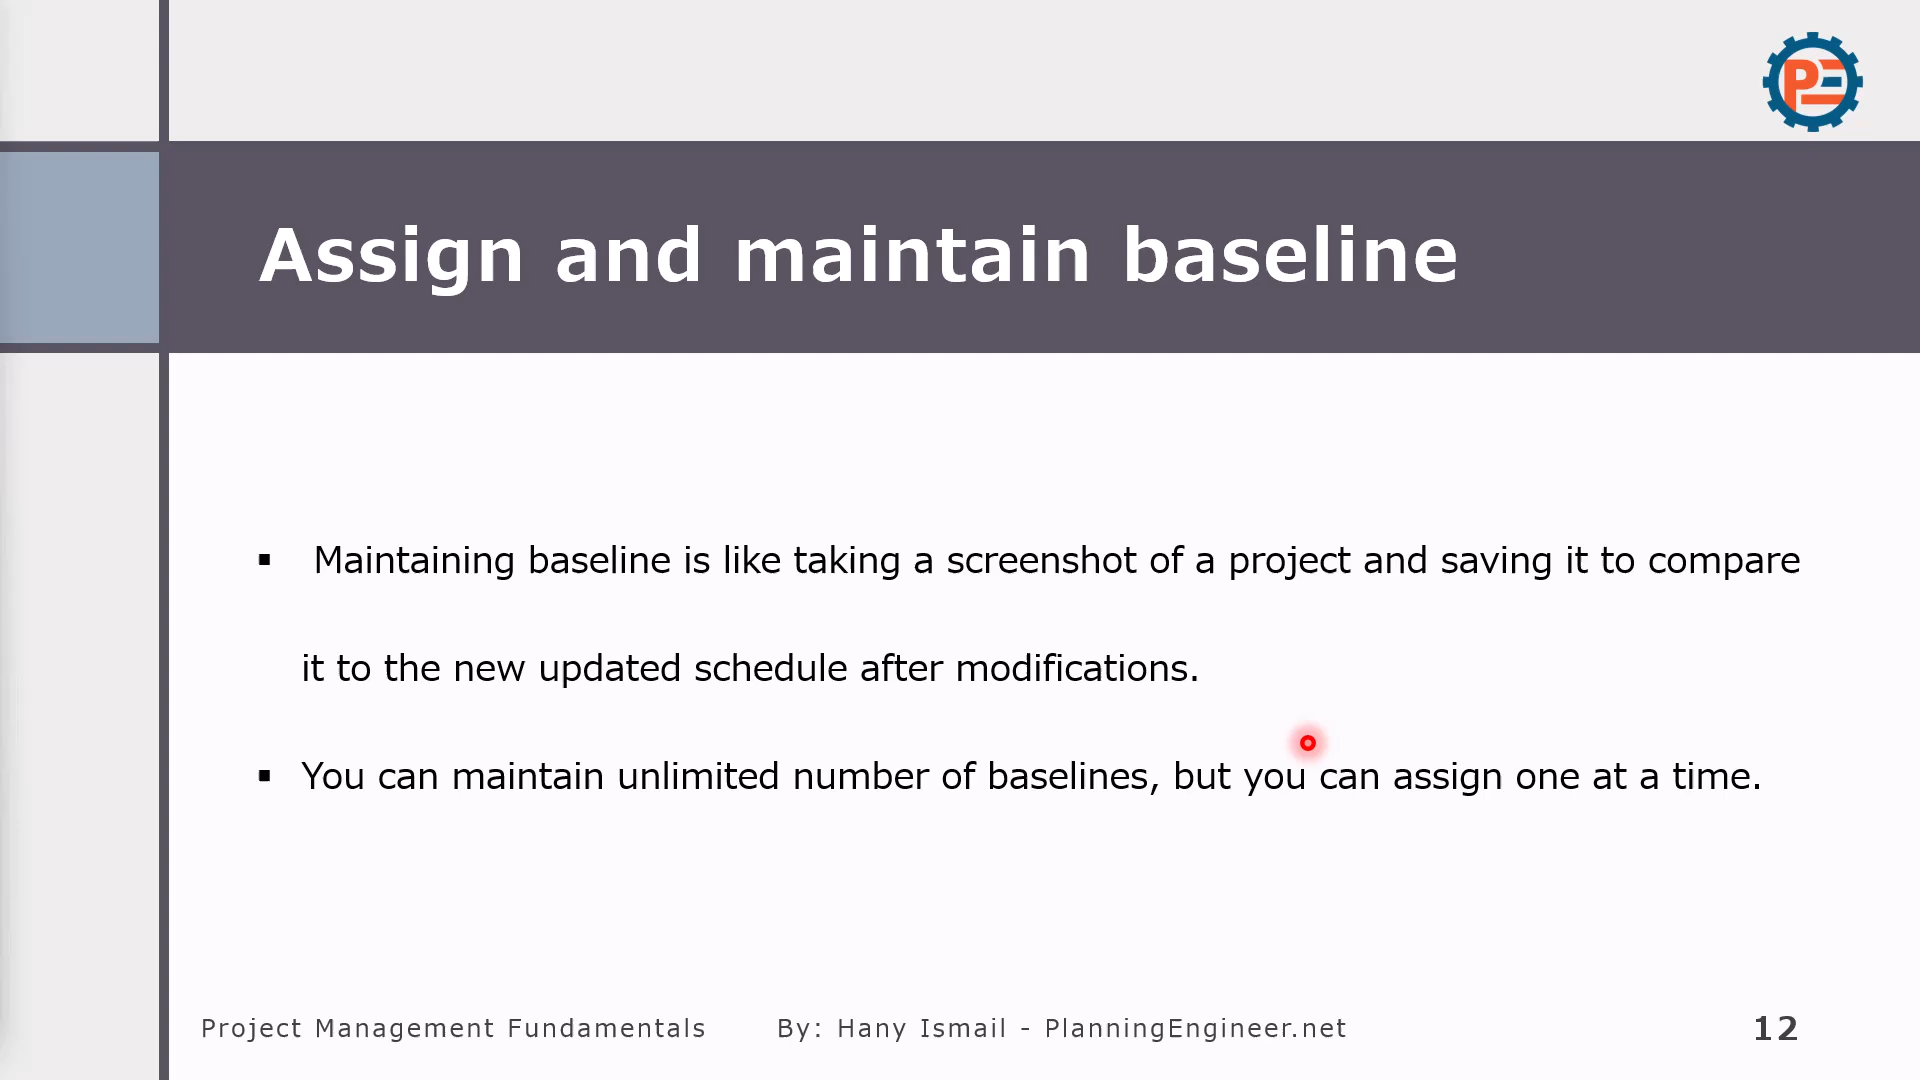 PE
Assign and maintain baseline
▪ Maintaining baseline is like taking a screenshot of a project and saving it to compare
it to the new updated schedule after modifications.
▪ You can maintain unlimited number of baselines, but you can assign one at a time.
Project Management Fundamentals By: Hany Ismail - PlanningEngineer.net 12